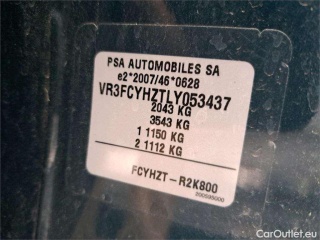 PSA AUTOMOBILES SA
e2*2007/46*0628
VR3FCYHZTLY053437
2043 KG
3543 KG
1 1150 KG
2 1112 KG
FCYHZT-R2K800
CarOutlet.eu